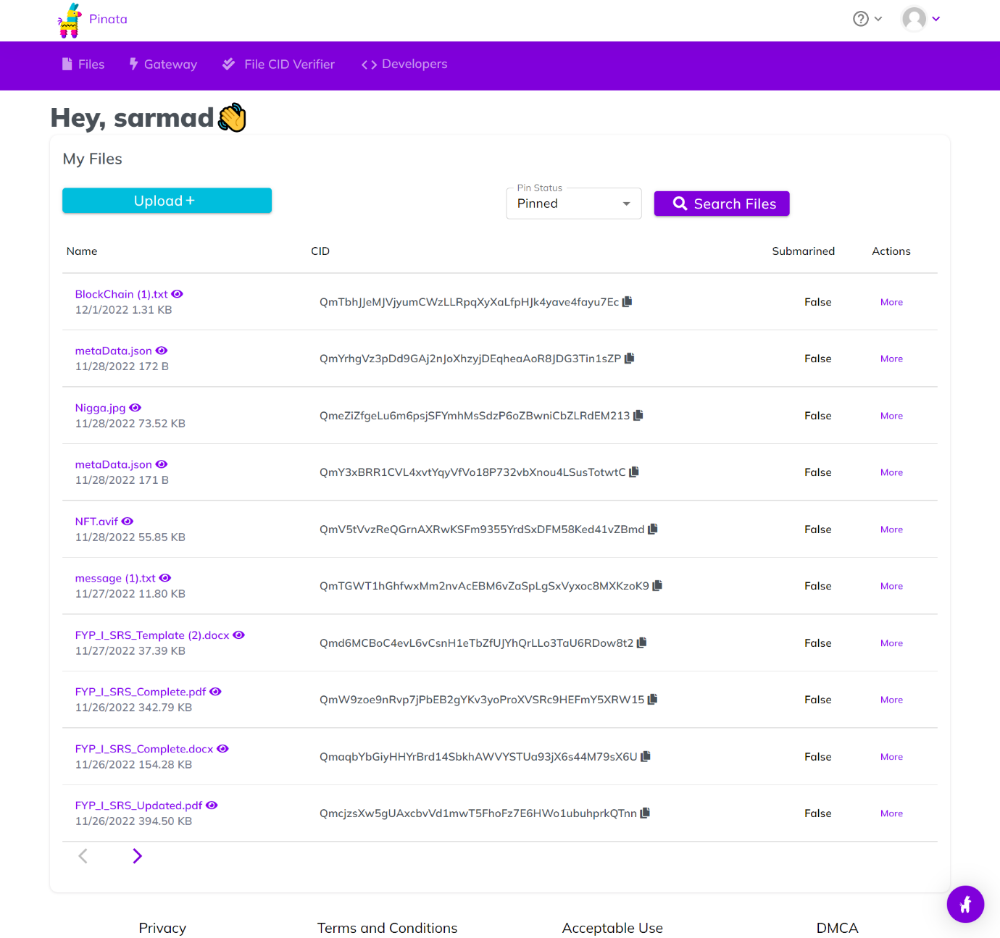 Pinata
Files Gateway File CID Verifier Developers
Hey, sarmad
My Files
Upload +
Pin Status
Pinned
Search Files
Name CID Submarined Actions
BlockChain (1).txt
12/1/2022 1.31 KB
QmTbhJJeMJVjyumCWzLLRpqXyXaLfpHJk4yave4fayu7Ec False More
metaData.json
11/28/2022 172 B
QmYrhgVz3pDd9GAj2nJoXhzyjDEqheaAoR8JDG3Tin1sZP False More
Nigga.jpg
11/28/2022 73.52 KB
QmeZiZfgeLu6m6psjSFYmhMsSdzP6oZBwniCbZLRdEM213 False More
metaData.json
11/28/2022 171 B
QmY3xBRR1CVL4xvtYqyVfVo18P732vbXnou4LSusTotwtC False More
NFT.avif
11/28/2022 55.85 KB
QmV5tVvzReQGrnAXRwKSFm9355YrdSxDFM58Ked41vZBmd False More
message (1).txt
11/27/2022 11.80 KB
QmTGWT1hGhfwxMm2nvAcEBM6vZaSpLgSxVyxoc8MXKzoK9 False More
FYP_I_SRS_Template (2).docx
11/27/2022 37.39 KB
Qmd6MCBoC4evL6vCsnH1eTbZfUJYhQrLLo3TaU6RDow8t2 False More
FYP_I_SRS_Complete.pdf
11/26/2022 342.79 KB
QmW9zoe9nRvp7jPbEB2gYKv3yoProXVSRc9HEFmY5XRW15 False More
FYP_I_SRS_Complete.docx
11/26/2022 154.28 KB
QmaqbYbGiyHHYrBrd14SbkhAWVYSTUa93jX6s44M79sX6U False More
FYP_I_SRS_Updated.pdf
11/26/2022 394.50 KB
QmcjzsXw5gUAxcbvVd1mwT5FhoFz7E6HWo1ubuhprkQTnn False More
Privacy Terms and Conditions Acceptable Use DMCA